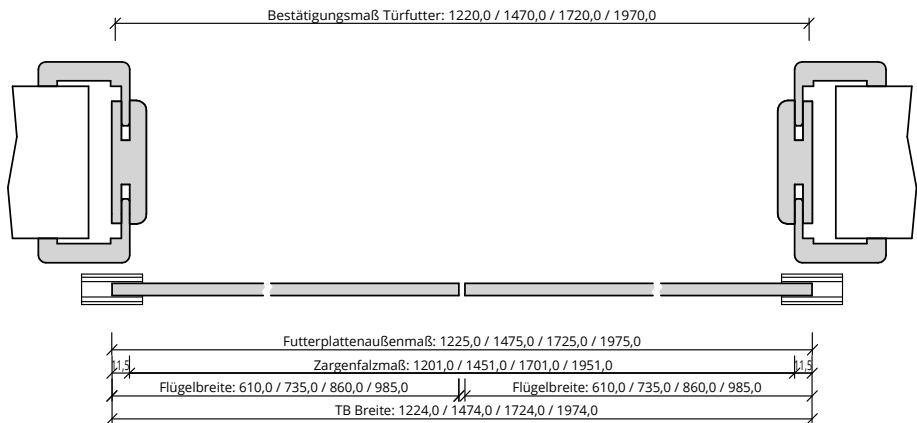 Bestätigungsmaß Türfutter: 1220,0 / 1470,0 / 1720,0 / 1970,0
Futterplattenaußenmaß: 1225,0 / 1475,0 / 1725,0 / 1975,0
11,5 Zargenfalzmaß: 1201,0 / 1451,0 / 1701,0 / 1951,0 11,5
Flügelbreite: 610,0 / 735,0 / 860,0 / 985,0 Flügelbreite: 610,0 / 735,0 / 860,0 / 985,0
TB Breite: 1224,0 / 1474,0 / 1724,0 / 1974,0